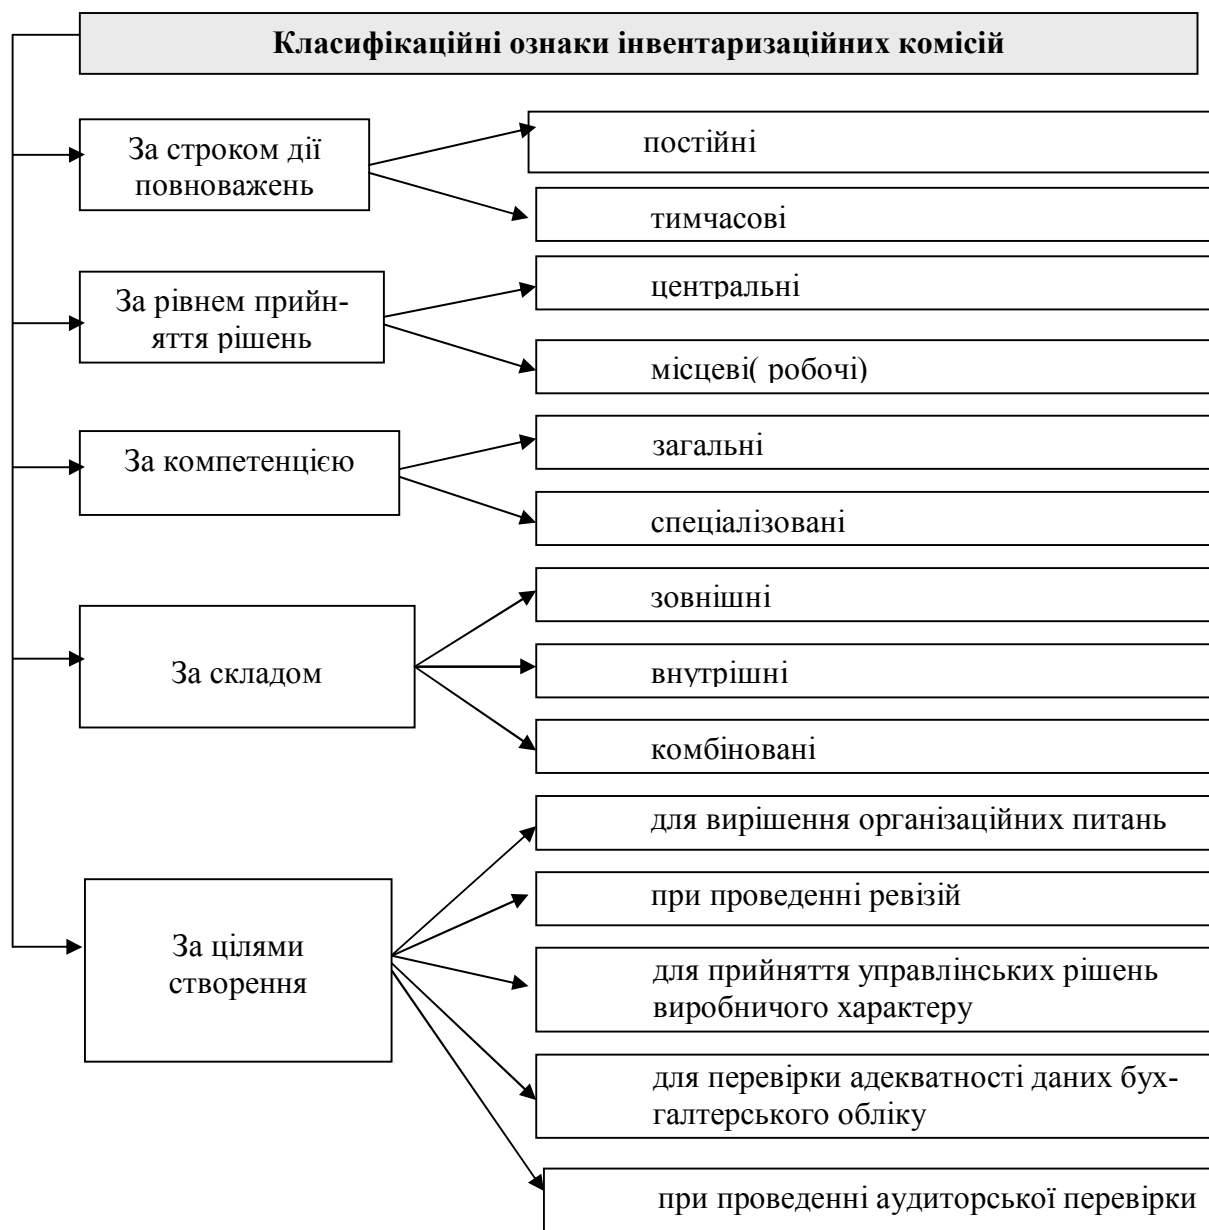 Класифікаційні ознаки інвентаризаційних комісій
За строком дії
повноважень
постійні
тимчасові
За рівнем прийн-
яття рішень
центральні
місцеві( робочі)
За компетенцією
загальні
спеціалізовані
За складом
зовнішні
внутрішні
комбіновані
За цілями
створення
для вирішення організаційних питань
при проведенні ревізій
для прийняття управлінських рішень
виробничого характеру
для перевірки адекватності даних бух-
галтерського обліку
при проведенні аудиторської перевірки